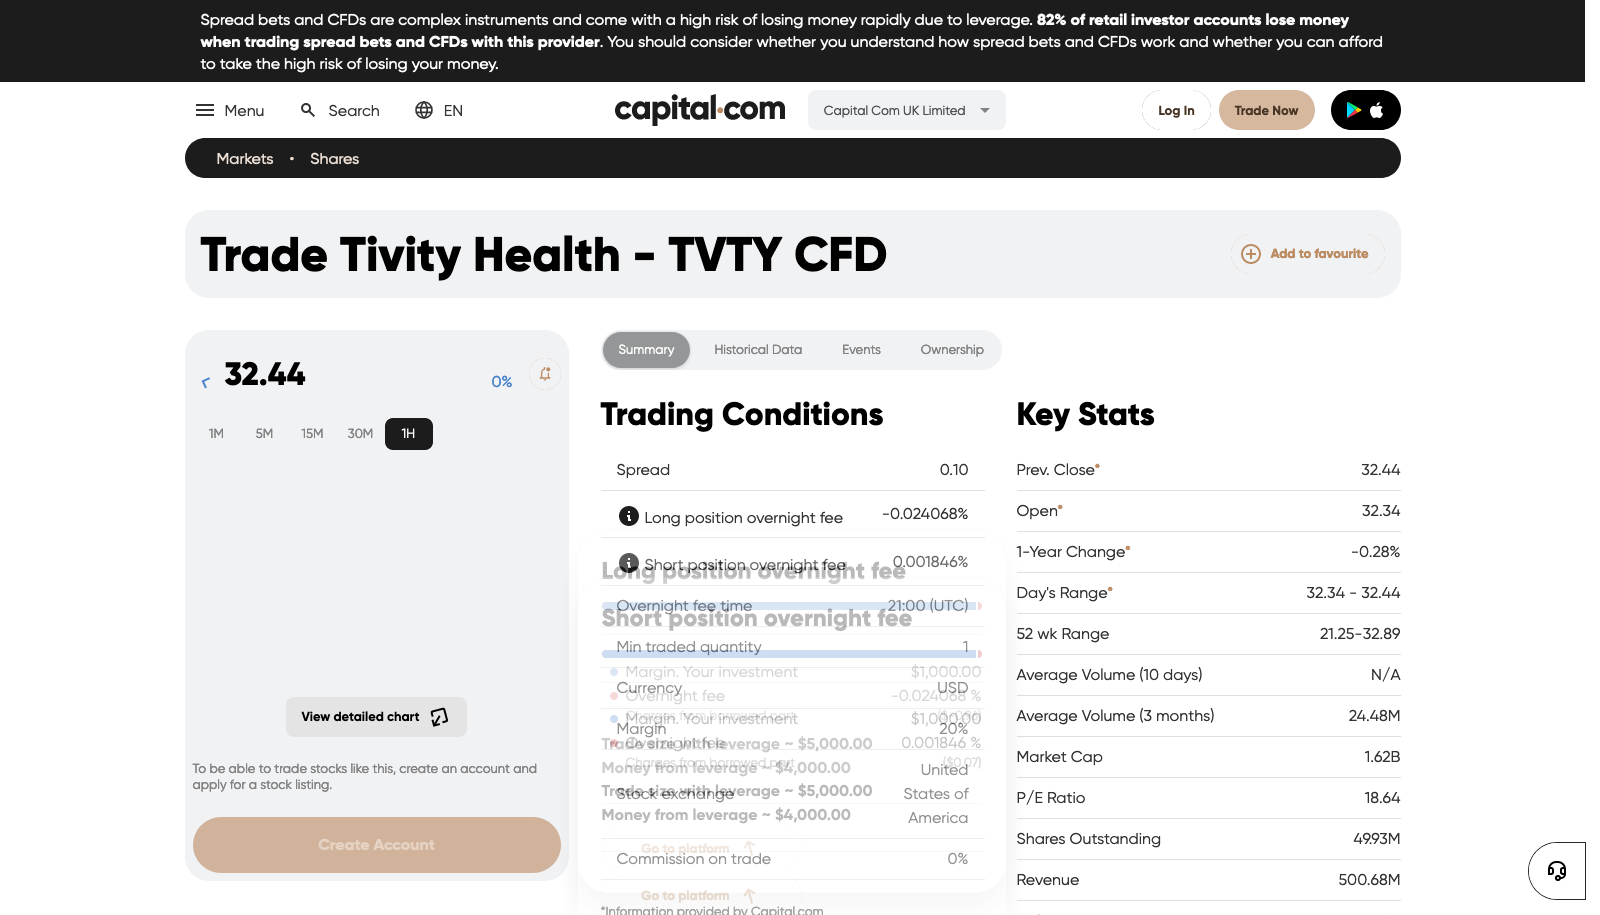 Spread bets and CFDs are complex instruments and come with a high risk of losing money rapidly due to leverage. 82% of retail investor accounts lose money
when trading spread bets and CFDs with this provider. You should consider whether you understand how spread bets and CFDs work and whether you can afford
to take the high risk of losing your money.
Menu
Search
EN
capital.com
Capital Com UK Limited
Log In
Trade Now
Markets • Shares
Trade Tivity Health - TVTY CFD
Add to favourite
32.44
0%
1M 5M 15M 30M 1H
View detailed chart
To be able to trade stocks like this, create an account and
apply for a stock listing.
Create Account
Summary
Historical Data
Events
Ownership
Trading Conditions
Spread 0.10
Long position overnight fee -0.024068%
Short position overnight fee 0.001846%
Long position overnight fee
Overnight fee time 21:00 (UTC)
Short position overnight fee
Min traded quantity 1
Margin. Your investment $1,000.00
Currency USD
Overnight fee -0.024068 %
Margin. Your investment $1,000.00
Margin 20%
Overnight fee 0.001846 %
Trade size with leverage ~ $5,000.00
Charges from borrowed part ($0.07)
Money from leverage ~ $4,000.00
Stock exchange United
States of
America
Trade size with leverage ~ $5,000.00
Money from leverage ~ $4,000.00
Go to platform
Commission on trade 0%
Go to platform
*Information provided by Capital.com
Key Stats
Prev. Close* 32.44
Open* 32.34
1-Year Change* -0.28%
Day's Range* 32.34 - 32.44
52 wk Range 21.25-32.89
Average Volume (10 days) N/A
Average Volume (3 months) 24.48M
Market Cap 1.62B
P/E Ratio 18.64
Shares Outstanding 49.93M
Revenue 500.68M